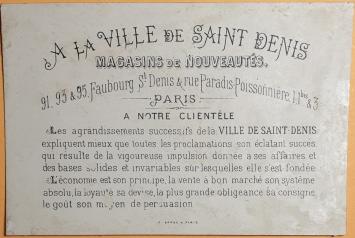 A LA VILLE DE SAINT DENIS
MAGASINS DE NOUVEAUTÉS.
91. 93 & 95, Faubourg St Denis & rue Paradis-Poissonnière, 1 & 3
PARIS
A NOTRE CLIENTÈLE
Les agrandissements successifs de la VILLE DE SAINT-DENIS
expliquent mieux que toutes les proclamations son éclatant succès
qui résulte de la vigoureuse impulsion donnée à ses affaires et
des bases solides et invariables sur lesquelles elle s'est fondée
L'économie est son principe, la vente à bon marché son système
absolu, la loyauté sa devise, la plus grande obligeance sa consigne,
le goût son moyen de persuasion
PARIS